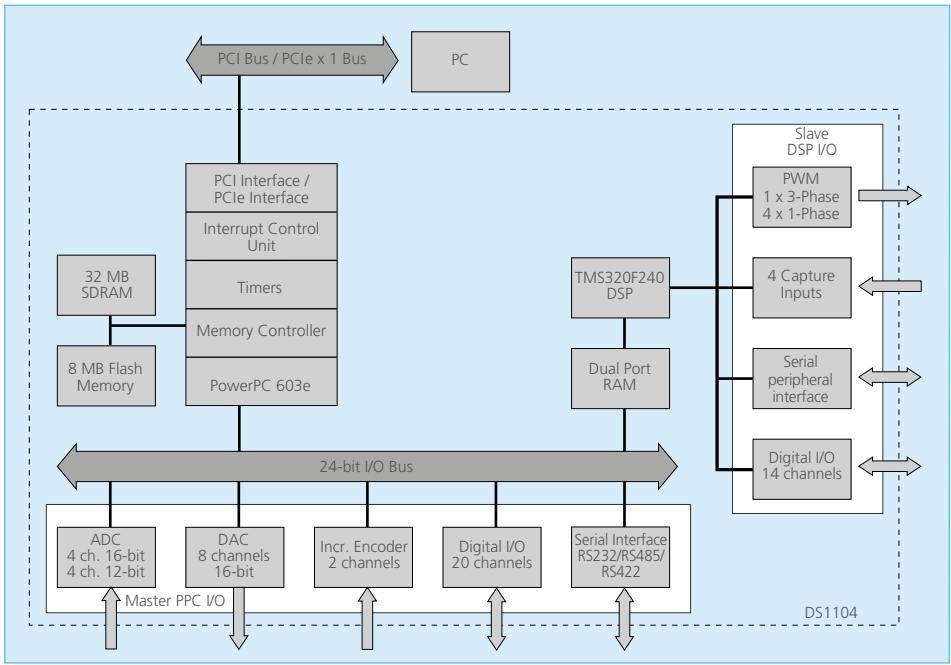 PCI Bus / PCIe x 1 Bus
PC
Slave
DSP I/O
PCI Interface /
PCIe Interface
Interrupt Control
Unit
Timers
Memory Controller
PowerPC 603e
32 MB
SDRAM
8 MB Flash
Memory
TMS320F240
DSP
Dual Port
RAM
PWM
1 x 3-Phase
4 x 1-Phase
4 Capture
Inputs
Serial
peripheral
interface
Digital I/O
14 channels
24-bit I/O Bus
ADC
4 ch. 16-bit
4 ch. 12-bit
DAC
8 channels
16-bit
Incr. Encoder
2 channels
Digital I/O
20 channels
Serial Interface
RS232/RS485/
RS422
Master PPC I/O
DS1104